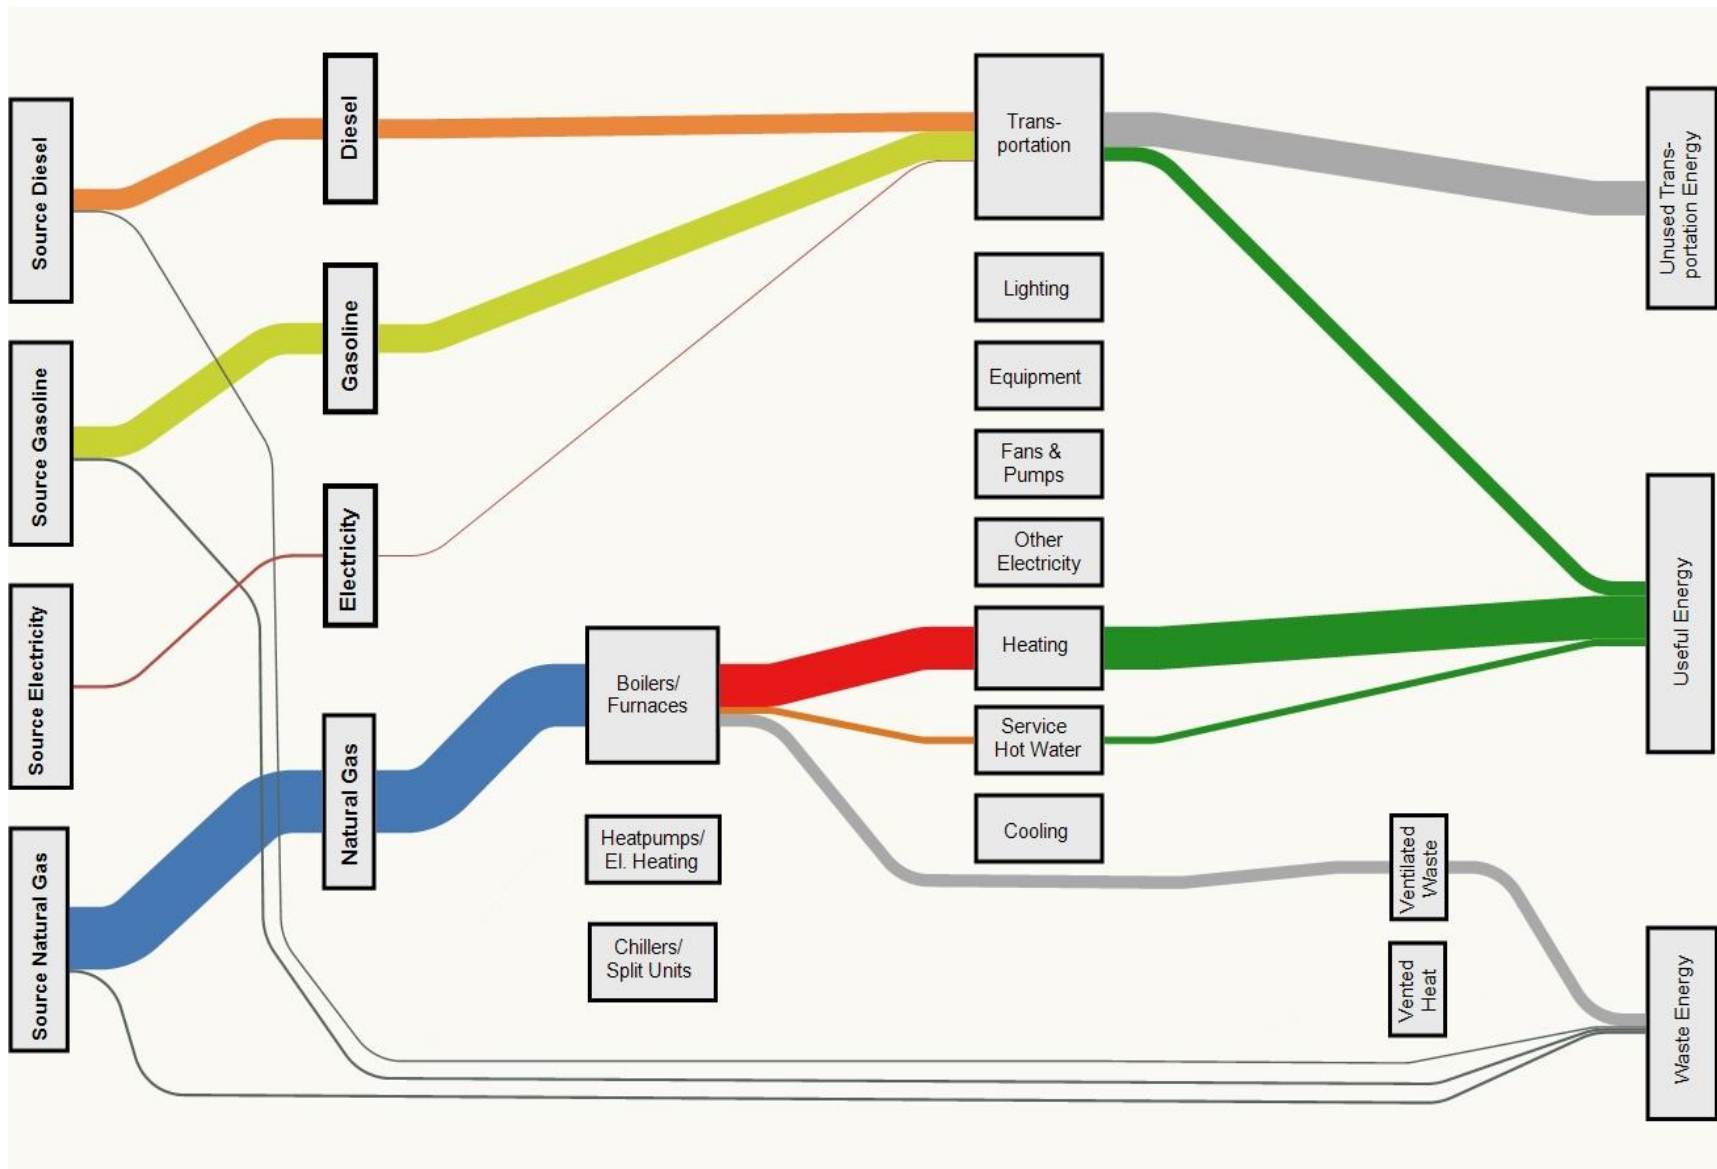 Source Diesel
Source Gasoline
Source Electricity
Source Natural Gas
Diesel
Gasoline
Electricity
Natural Gas
Boilers/
Furnaces
Heatpumps/
El. Heating
Chillers/
Split Units
Trans-
portation
Lighting
Equipment
Fans &
Pumps
Other
Electricity
Heating
Service
Hot Water
Cooling
Ventilated
Waste
Vented
Heat
Unused Trans-
portation Energy
Useful Energy
Waste Energy